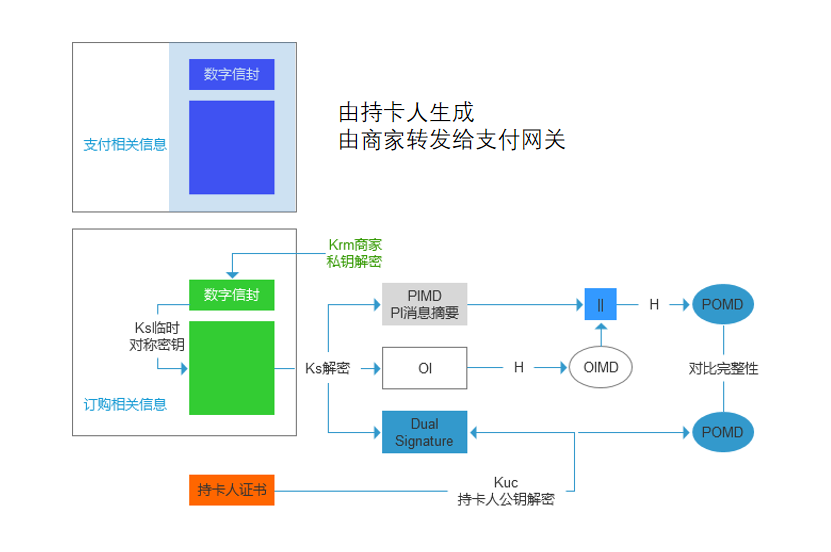 数字信封
由持卡人生成
由商家转发给支付网关
支付相关信息
Krm商家
私钥解密
数字信封
PIMD
PI消息摘要
||
H
POMD
Ks临时
对称密钥
Ks解密
OI
H
OIMD
对比完整性
订购相关信息
Dual
Signature
POMD
持卡人证书
Kuc
持卡人公钥解密